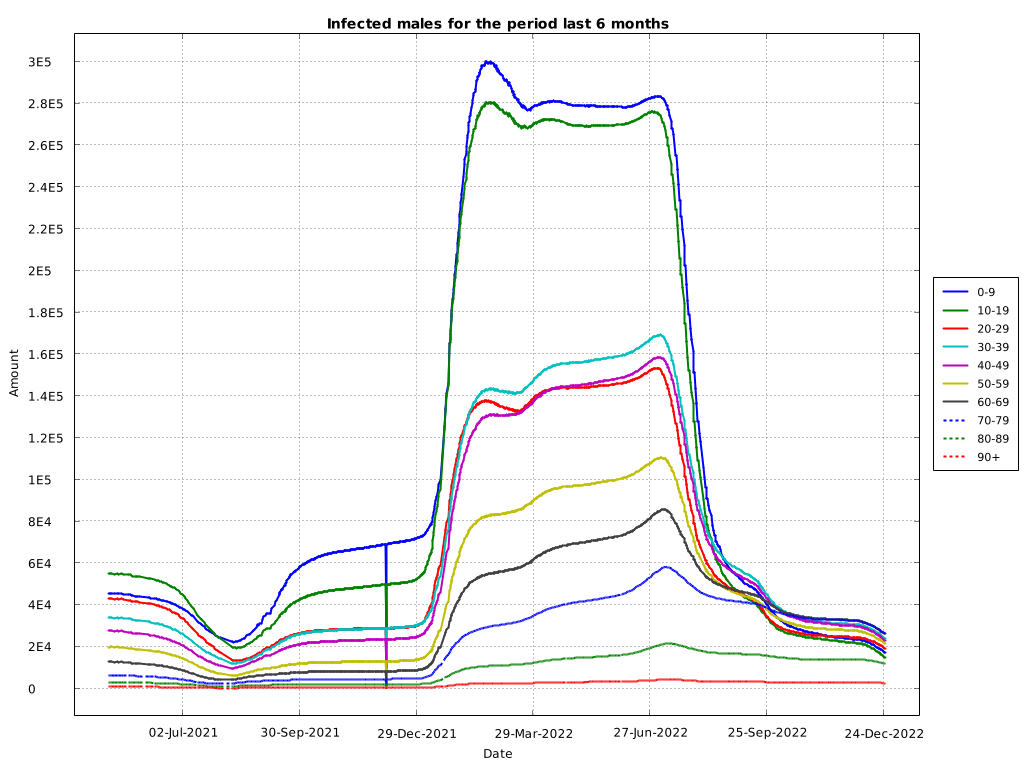 Infected males for the period last 6 months
3E5
2.8E5
2.6E5
2.4E5
2.2E5
2E5
1.8E5
1.6E5
1.4E5
1.2E5
1E5
8E4
6E4
4E4
2E4
0
Amount
02-Jul-2021 30-Sep-2021 29-Dec-2021 29-Mar-2022 27-Jun-2022 25-Sep-2022 24-Dec-2022
Date
0-9
10-19
20-29
30-39
40-49
50-59
60-69
70-79
80-89
90+